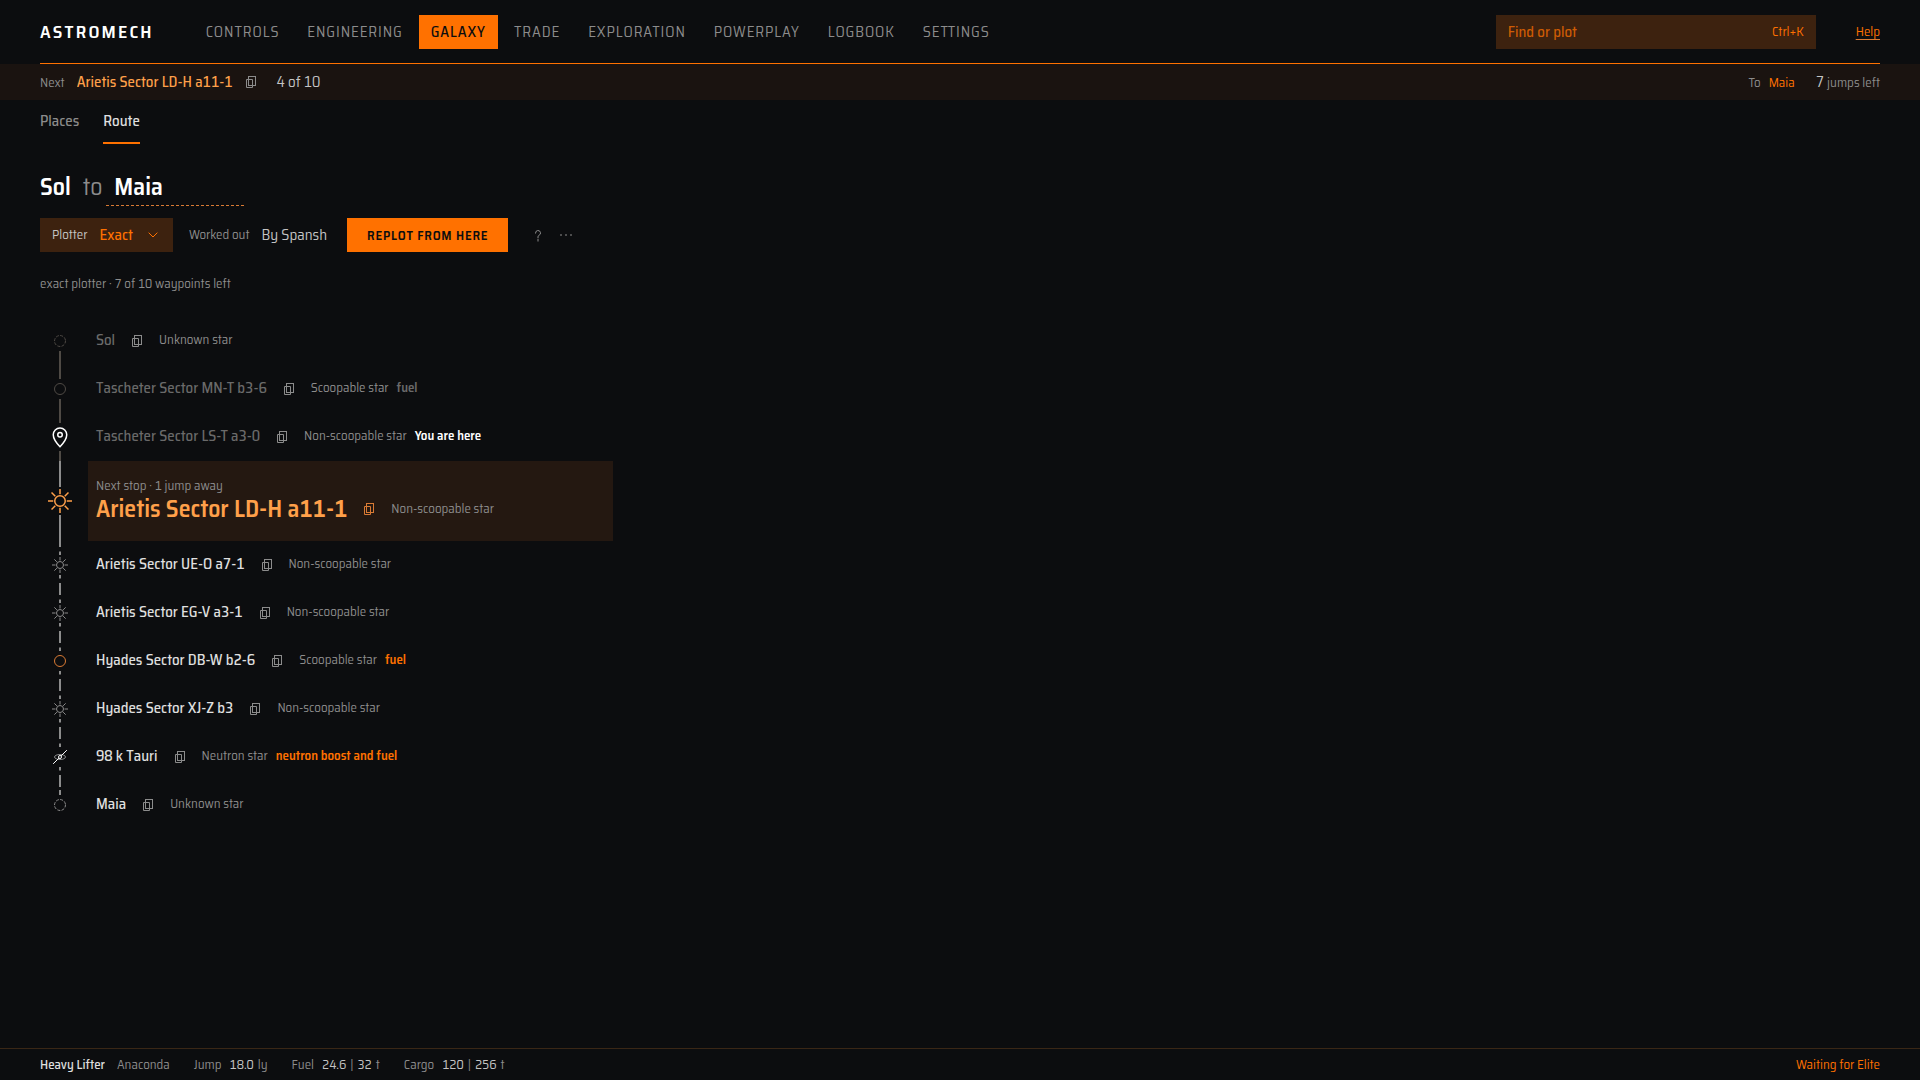 ASTROMECH CONTROLS ENGINEERING GALAXY TRADE EXPLORATION POWERPLAY LOGBOOK SETTINGS Find or plot Ctrl+K Help
Next Arietis Sector LD-H a11-1 4 of 10 To Maia 7 jumps left
Places Route
Sol to Maia
Plotter Exact Worked out By Spansh REPLOT FROM HERE ? ···
exact plotter · 7 of 10 waypoints left
Sol Unknown star
Tascheter Sector MN-T b3-6 Scoopable star fuel
Tascheter Sector LS-T a3-0 Non-scoopable star You are here
Next stop · 1 jump away
Arietis Sector LD-H a11-1 Non-scoopable star
Arietis Sector UE-O a7-1 Non-scoopable star
Arietis Sector EG-V a3-1 Non-scoopable star
Hyades Sector DB-W b2-6 Scoopable star fuel
Hyades Sector XJ-Z b3 Non-scoopable star
98 k Tauri Neutron star neutron boost and fuel
Maia Unknown star
Heavy Lifter Anaconda Jump 18.0 ly Fuel 24.6 | 32 t Cargo 120 | 256 t Waiting for Elite